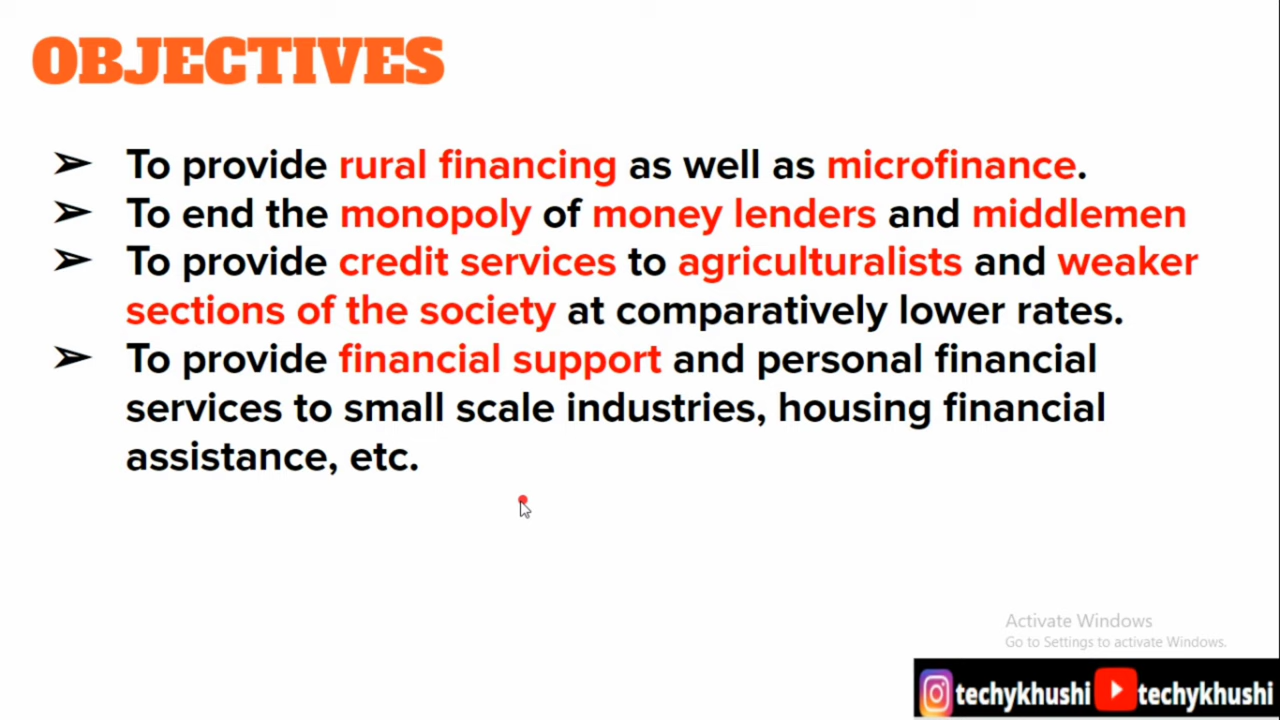 OBJECTIVES
➢ To provide rural financing as well as microfinance.
➢ To end the monopoly of money lenders and middlemen
➢ To provide credit services to agriculturalists and weaker
sections of the society at comparatively lower rates.
➢ To provide financial support and personal financial
services to small scale industries, housing financial
assistance, etc.
Activate Windows
Go to Settings to activate Windows.
techykhushi techykhushi